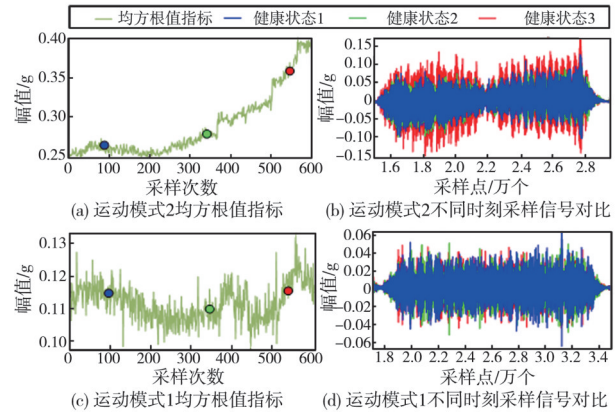 均方根值指标 健康状态1 健康状态2 健康状态3
0.40
0.35
0.30
0.25
幅值/g
0 100 200 300 400 500 600
采样次数
(a) 运动模式2均方根值指标
0.15
0.10
0.05
0
-0.05
-0.10
-0.15
幅值/g
1.6 2.0 2.2 2.4 2.8
采样点/万个
(b) 运动模式2不同时刻采样信号对比
0.13
0.12
0.11
0.10
幅值/g
0 100 200 300 400 500 600
采样次数
(c) 运动模式1均方根值指标
0.06
0.04
0.02
0
-0.02
-0.04
-0.06
幅值/g
1.8 2.0 2.2 2.4 2.6 2.8 3.0 3.2 3.4
采样点/万个
(d) 运动模式1不同时刻采样信号对比